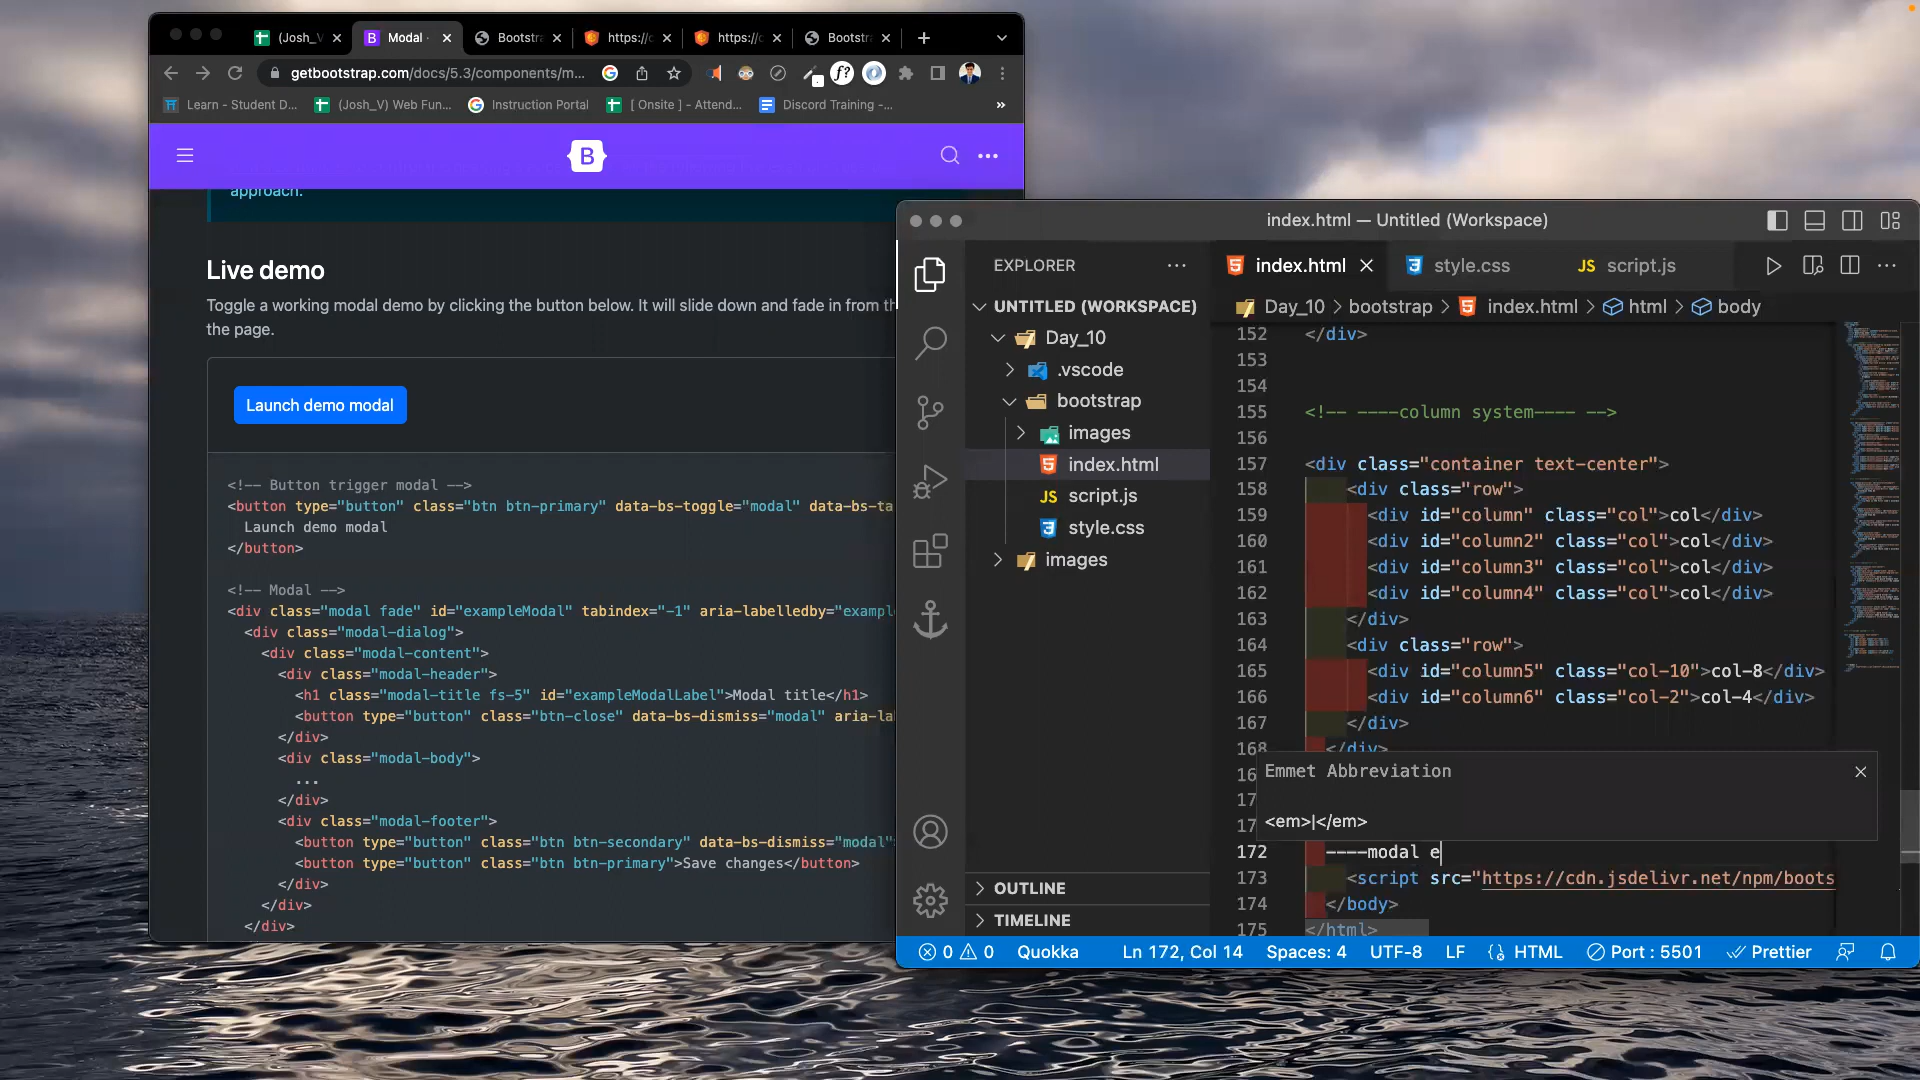 (Josh_V
Modal ·
Bootstra
https://c
https://c
Bootstra
getbootstrap.com/docs/5.3/components/m...
f?
Learn - Student D...
(Josh_V) Web Fun...
Instruction Portal
[ Onsite ] - Attend...
Discord Training -...
»
B
approach.
Live demo
Toggle a working modal demo by clicking the button below. It will slide down and fade in from th
the page.
Launch demo modal
<!-- Button trigger modal -->
<button type="button" class="btn btn-primary" data-bs-toggle="modal" data-bs-ta
Launch demo modal
</button>
<!-- Modal -->
<div class="modal fade" id="exampleModal" tabindex="-1" aria-labelledby="exampl
<div class="modal-dialog">
<div class="modal-content">
<div class="modal-header">
<h1 class="modal-title fs-5" id="exampleModalLabel">Modal title</h1>
<button type="button" class="btn-close" data-bs-dismiss="modal" aria-la
</div>
<div class="modal-body">
...
</div>
<div class="modal-footer">
<button type="button" class="btn btn-secondary" data-bs-dismiss="modal"
<button type="button" class="btn btn-primary">Save changes</button>
</div>
</div>
</div>
index.html — Untitled (Workspace)
EXPLORER
UNTITLED (WORKSPACE)
Day_10
.vscode
bootstrap
images
index.html
JS script.js
style.css
images
OUTLINE
TIMELINE
index.html
style.css
JS script.js
Day_10 > bootstrap > index.html > html > body
152 </div>
153
154
155 <!-- ----column system---- -->
156
157 <div class="container text-center">
158 <div class="row">
159 <div id="column" class="col">col</div>
160 <div id="column2" class="col">col</div>
161 <div id="column3" class="col">col</div>
162 <div id="column4" class="col">col</div>
163 </div>
164 <div class="row">
165 <div id="column5" class="col-10">col-8</div>
166 <div id="column6" class="col-2">col-4</div>
167 </div>
168 </div>
16
17
17
Emmet Abbreviation
<em>|</em>
172 ----modal e
173 <script src="https://cdn.jsdelivr.net/npm/boots
174 </body>
175 </html>
0 0 Quokka Ln 172, Col 14 Spaces: 4 UTF-8 LF {} HTML Port : 5501 Prettier